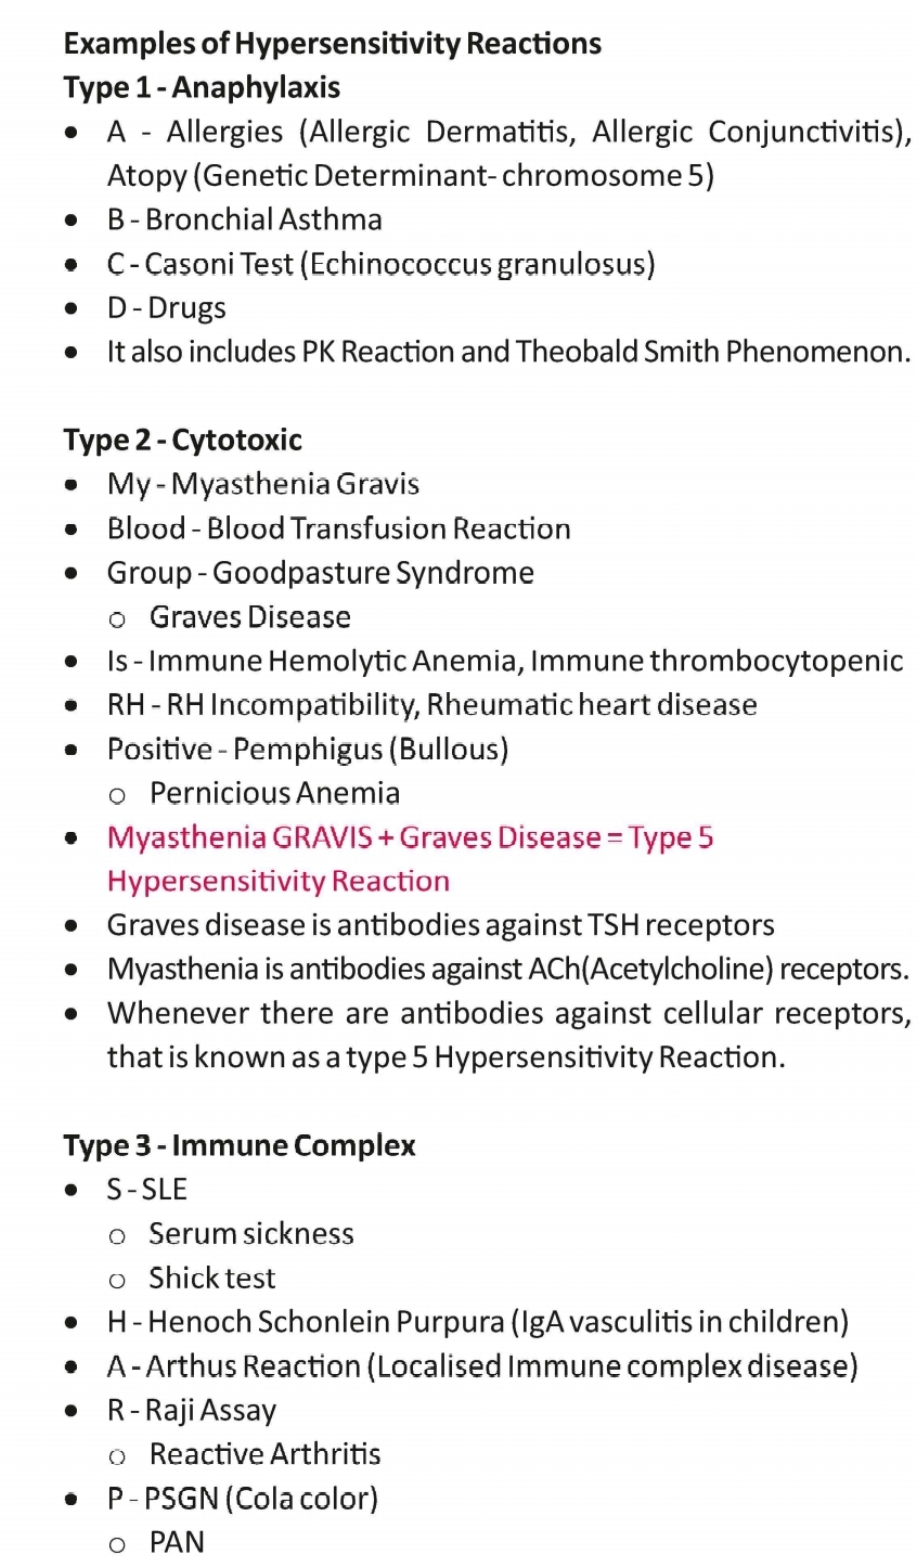 Examples of Hypersensitivity Reactions
Type 1 - Anaphylaxis
• A - Allergies (Allergic Dermatitis, Allergic Conjunctivitis),
Atopy (Genetic Determinant- chromosome 5)
• B - Bronchial Asthma
• C - Casoni Test (Echinococcus granulosus)
• D - Drugs
• It also includes PK Reaction and Theobald Smith Phenomenon.
Type 2 - Cytotoxic
• My - Myasthenia Gravis
• Blood - Blood Transfusion Reaction
• Group - Goodpasture Syndrome
o Graves Disease
• Is - Immune Hemolytic Anemia, Immune thrombocytopenic
• RH - RH Incompatibility, Rheumatic heart disease
• Positive - Pemphigus (Bullous)
o Pernicious Anemia
• Myasthenia GRAVIS + Graves Disease = Type 5
Hypersensitivity Reaction
• Graves disease is antibodies against TSH receptors
• Myasthenia is antibodies against ACh(Acetylcholine) receptors.
• Whenever there are antibodies against cellular receptors,
that is known as a type 5 Hypersensitivity Reaction.
Type 3 - Immune Complex
• S - SLE
o Serum sickness
o Shick test
• H - Henoch Schonlein Purpura (IgA vasculitis in children)
• A - Arthus Reaction (Localised Immune complex disease)
• R - Raji Assay
o Reactive Arthritis
• P - PSGN (Cola color)
o PAN